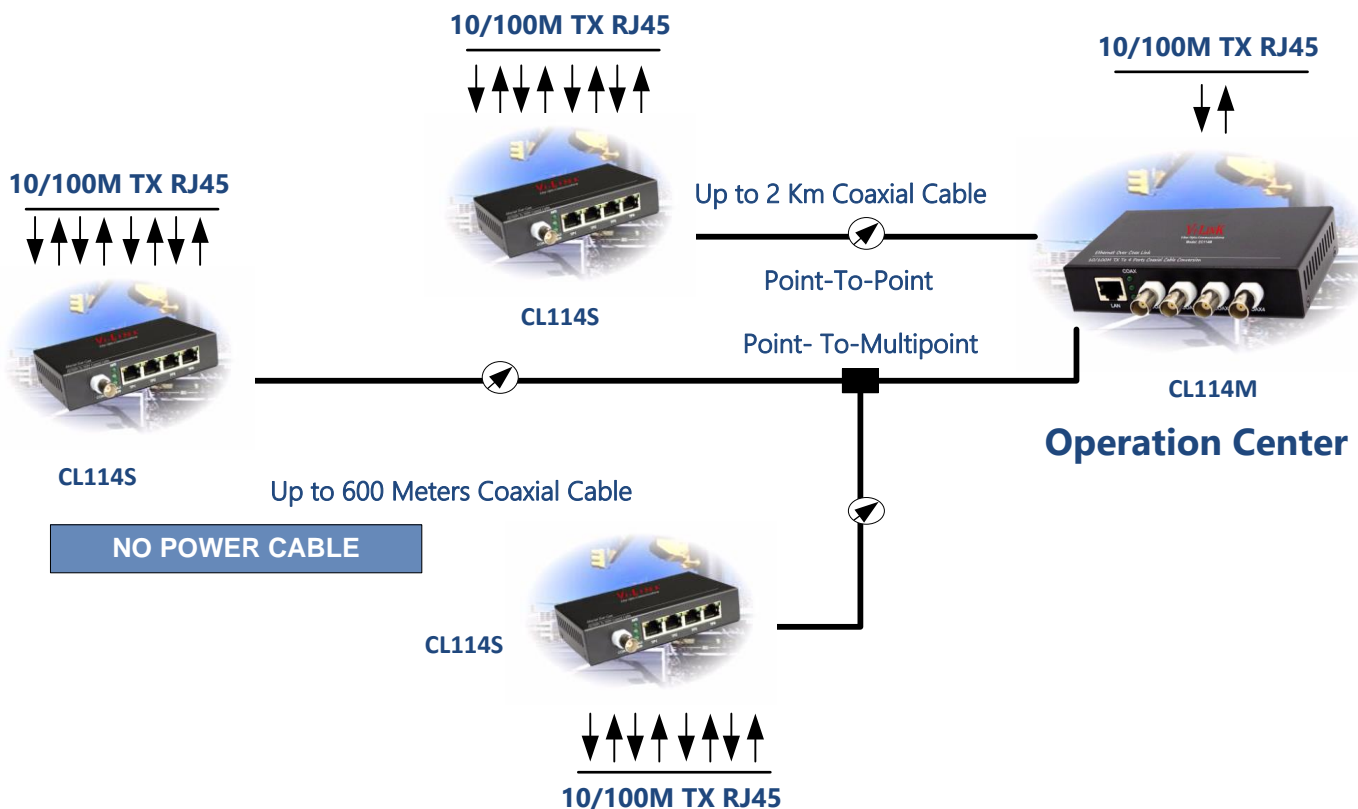 10/100M TX RJ45
10/100M TX RJ45
10/100M TX RJ45
Up to 2 Km Coaxial Cable
Point-To-Point
CL114S
Point- To-Multipoint
COAX
LAN
CL114M
Operation Center
CL114S
Up to 600 Meters Coaxial Cable
NO POWER CABLE
CL114S
10/100M TX RJ45